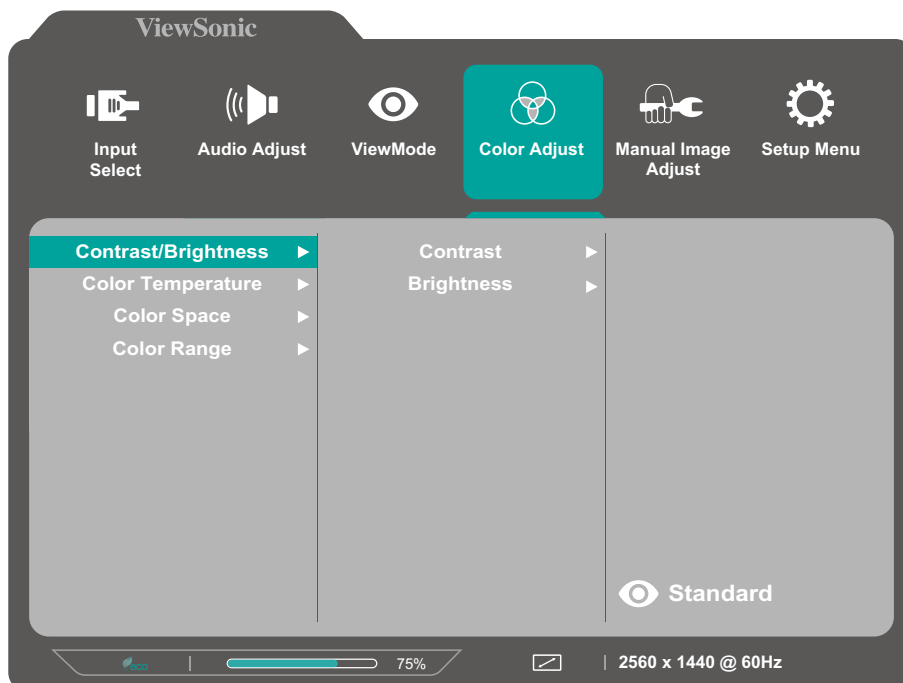 ViewSonic
Input Select
Audio Adjust
ViewMode
Color Adjust
Manual Image Adjust
Setup Menu
Contrast/Brightness
Color Temperature
Color Space
Color Range
Contrast
Brightness
Standard
eco
75%
2560 x 1440 @ 60Hz